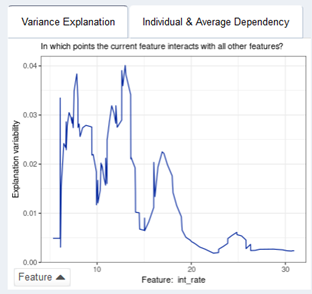 Variance Explanation
Individual & Average Dependency
In which points the current feature interacts with all other features?
Explanation variability
0.04
0.03
0.02
0.01
0.00
10
20
30
Feature: int_rate
Feature